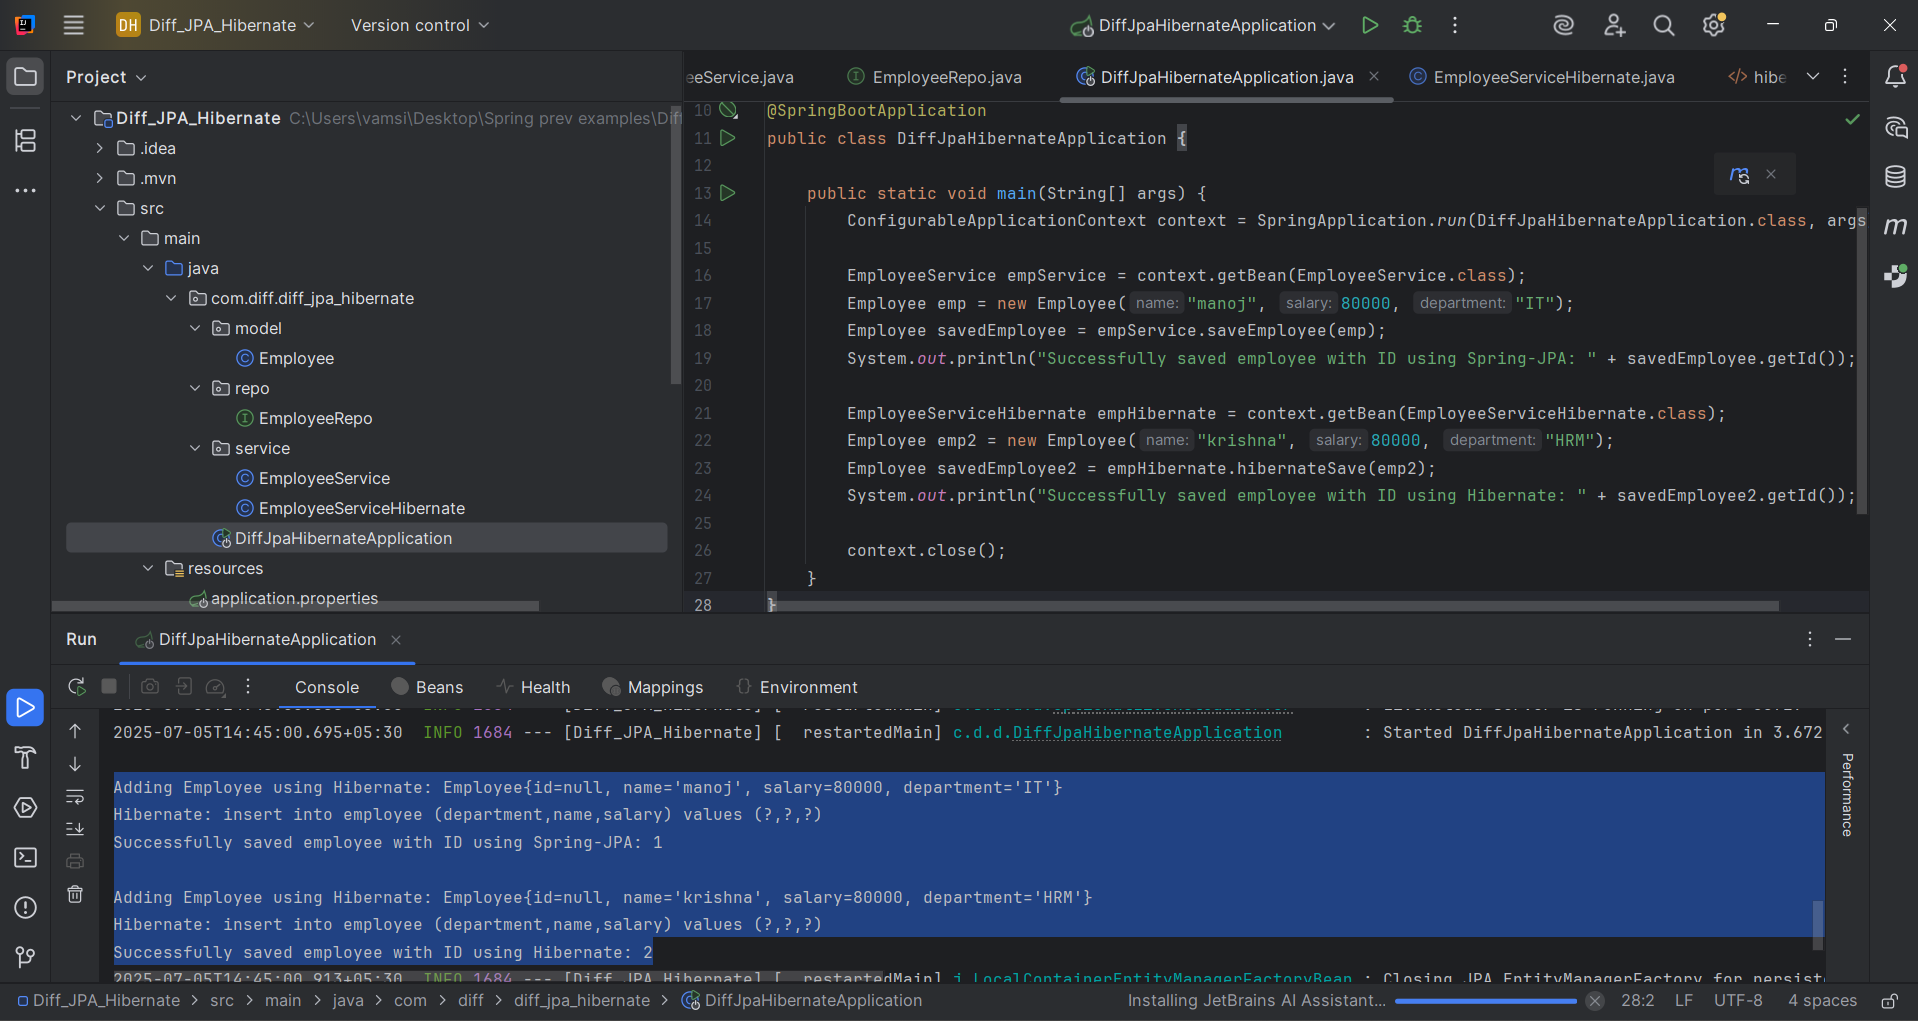 DH Diff_JPA_Hibernate Version control DiffJpaHibernateApplication
Project
eeService.java EmployeeRepo.java DiffJpaHibernateApplication.java EmployeeServiceHibernate.java </> hibe
Diff_JPA_Hibernate C:\Users\vamsi\Desktop\Spring prev examples\Dif
.idea
.mvn
src
main
java
com.diff.diff_jpa_hibernate
model
Employee
repo
EmployeeRepo
service
EmployeeService
EmployeeServiceHibernate
DiffJpaHibernateApplication
resources
application.properties
10 @SpringBootApplication
11 public class DiffJpaHibernateApplication {
12
13 public static void main(String[] args) {
14 ConfigurableApplicationContext context = SpringApplication.run(DiffJpaHibernateApplication.class, args
15
16 EmployeeService empService = context.getBean(EmployeeService.class);
17 Employee emp = new Employee( name: "manoj", salary: 80000, department: "IT");
18 Employee savedEmployee = empService.saveEmployee(emp);
19 System.out.println("Successfully saved employee with ID using Spring-JPA: " + savedEmployee.getId());
20
21 EmployeeServiceHibernate empHibernate = context.getBean(EmployeeServiceHibernate.class);
22 Employee emp2 = new Employee( name: "krishna", salary: 80000, department: "HRM");
23 Employee savedEmployee2 = empHibernate.hibernateSave(emp2);
24 System.out.println("Successfully saved employee with ID using Hibernate: " + savedEmployee2.getId());
25
26 context.close();
27 }
28 }
Run DiffJpaHibernateApplication
Console Beans Health Mappings Environment
2025-07-05T14:45:00.695+05:30 INFO 1684 --- [Diff_JPA_Hibernate] [ restartedMain] c.d.d.DiffJpaHibernateApplication : Started DiffJpaHibernateApplication in 3.672
Adding Employee using Hibernate: Employee{id=null, name='manoj', salary=80000, department='IT'}
Hibernate: insert into employee (department,name,salary) values (?,?,?)
Successfully saved employee with ID using Spring-JPA: 1
Adding Employee using Hibernate: Employee{id=null, name='krishna', salary=80000, department='HRM'}
Hibernate: insert into employee (department,name,salary) values (?,?,?)
Successfully saved employee with ID using Hibernate: 2
2025-07-05T14:45:00.913+05:30 INFO 1684 --- [Diff_JPA_Hibernate] [ restartedMain] j.LocalContainerEntityManagerFactoryBean : Closing JPA EntityManagerFactory for persist
Performance
Diff_JPA_Hibernate > src > main > java > com > diff > diff_jpa_hibernate > DiffJpaHibernateApplication Installing JetBrains AI Assistant... 28:2 LF UTF-8 4 spaces